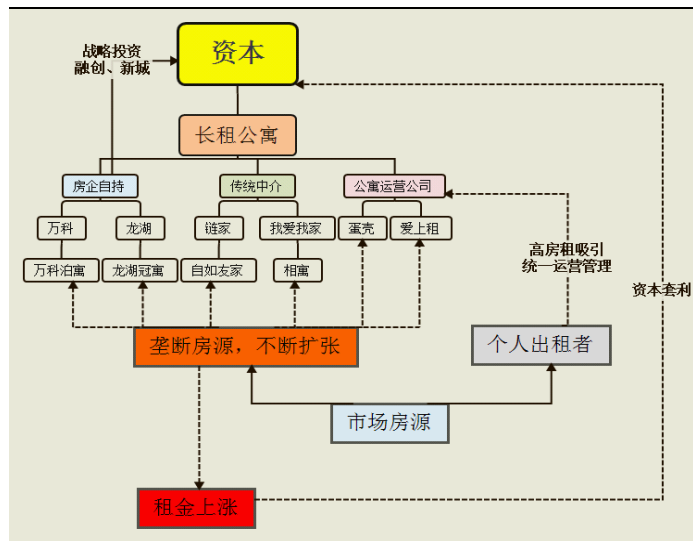 战略投资
融创、新城
资本
长租公寓
房企自持
传统中介
公寓运营公司
万科
龙湖
链家
我爱我家
蛋壳
爱上租
万科泊寓
龙湖冠寓
自如友家
相寓
高房租吸引
统一运营管理
资本套利
垄断房源，不断扩张
个人出租者
市场房源
租金上涨